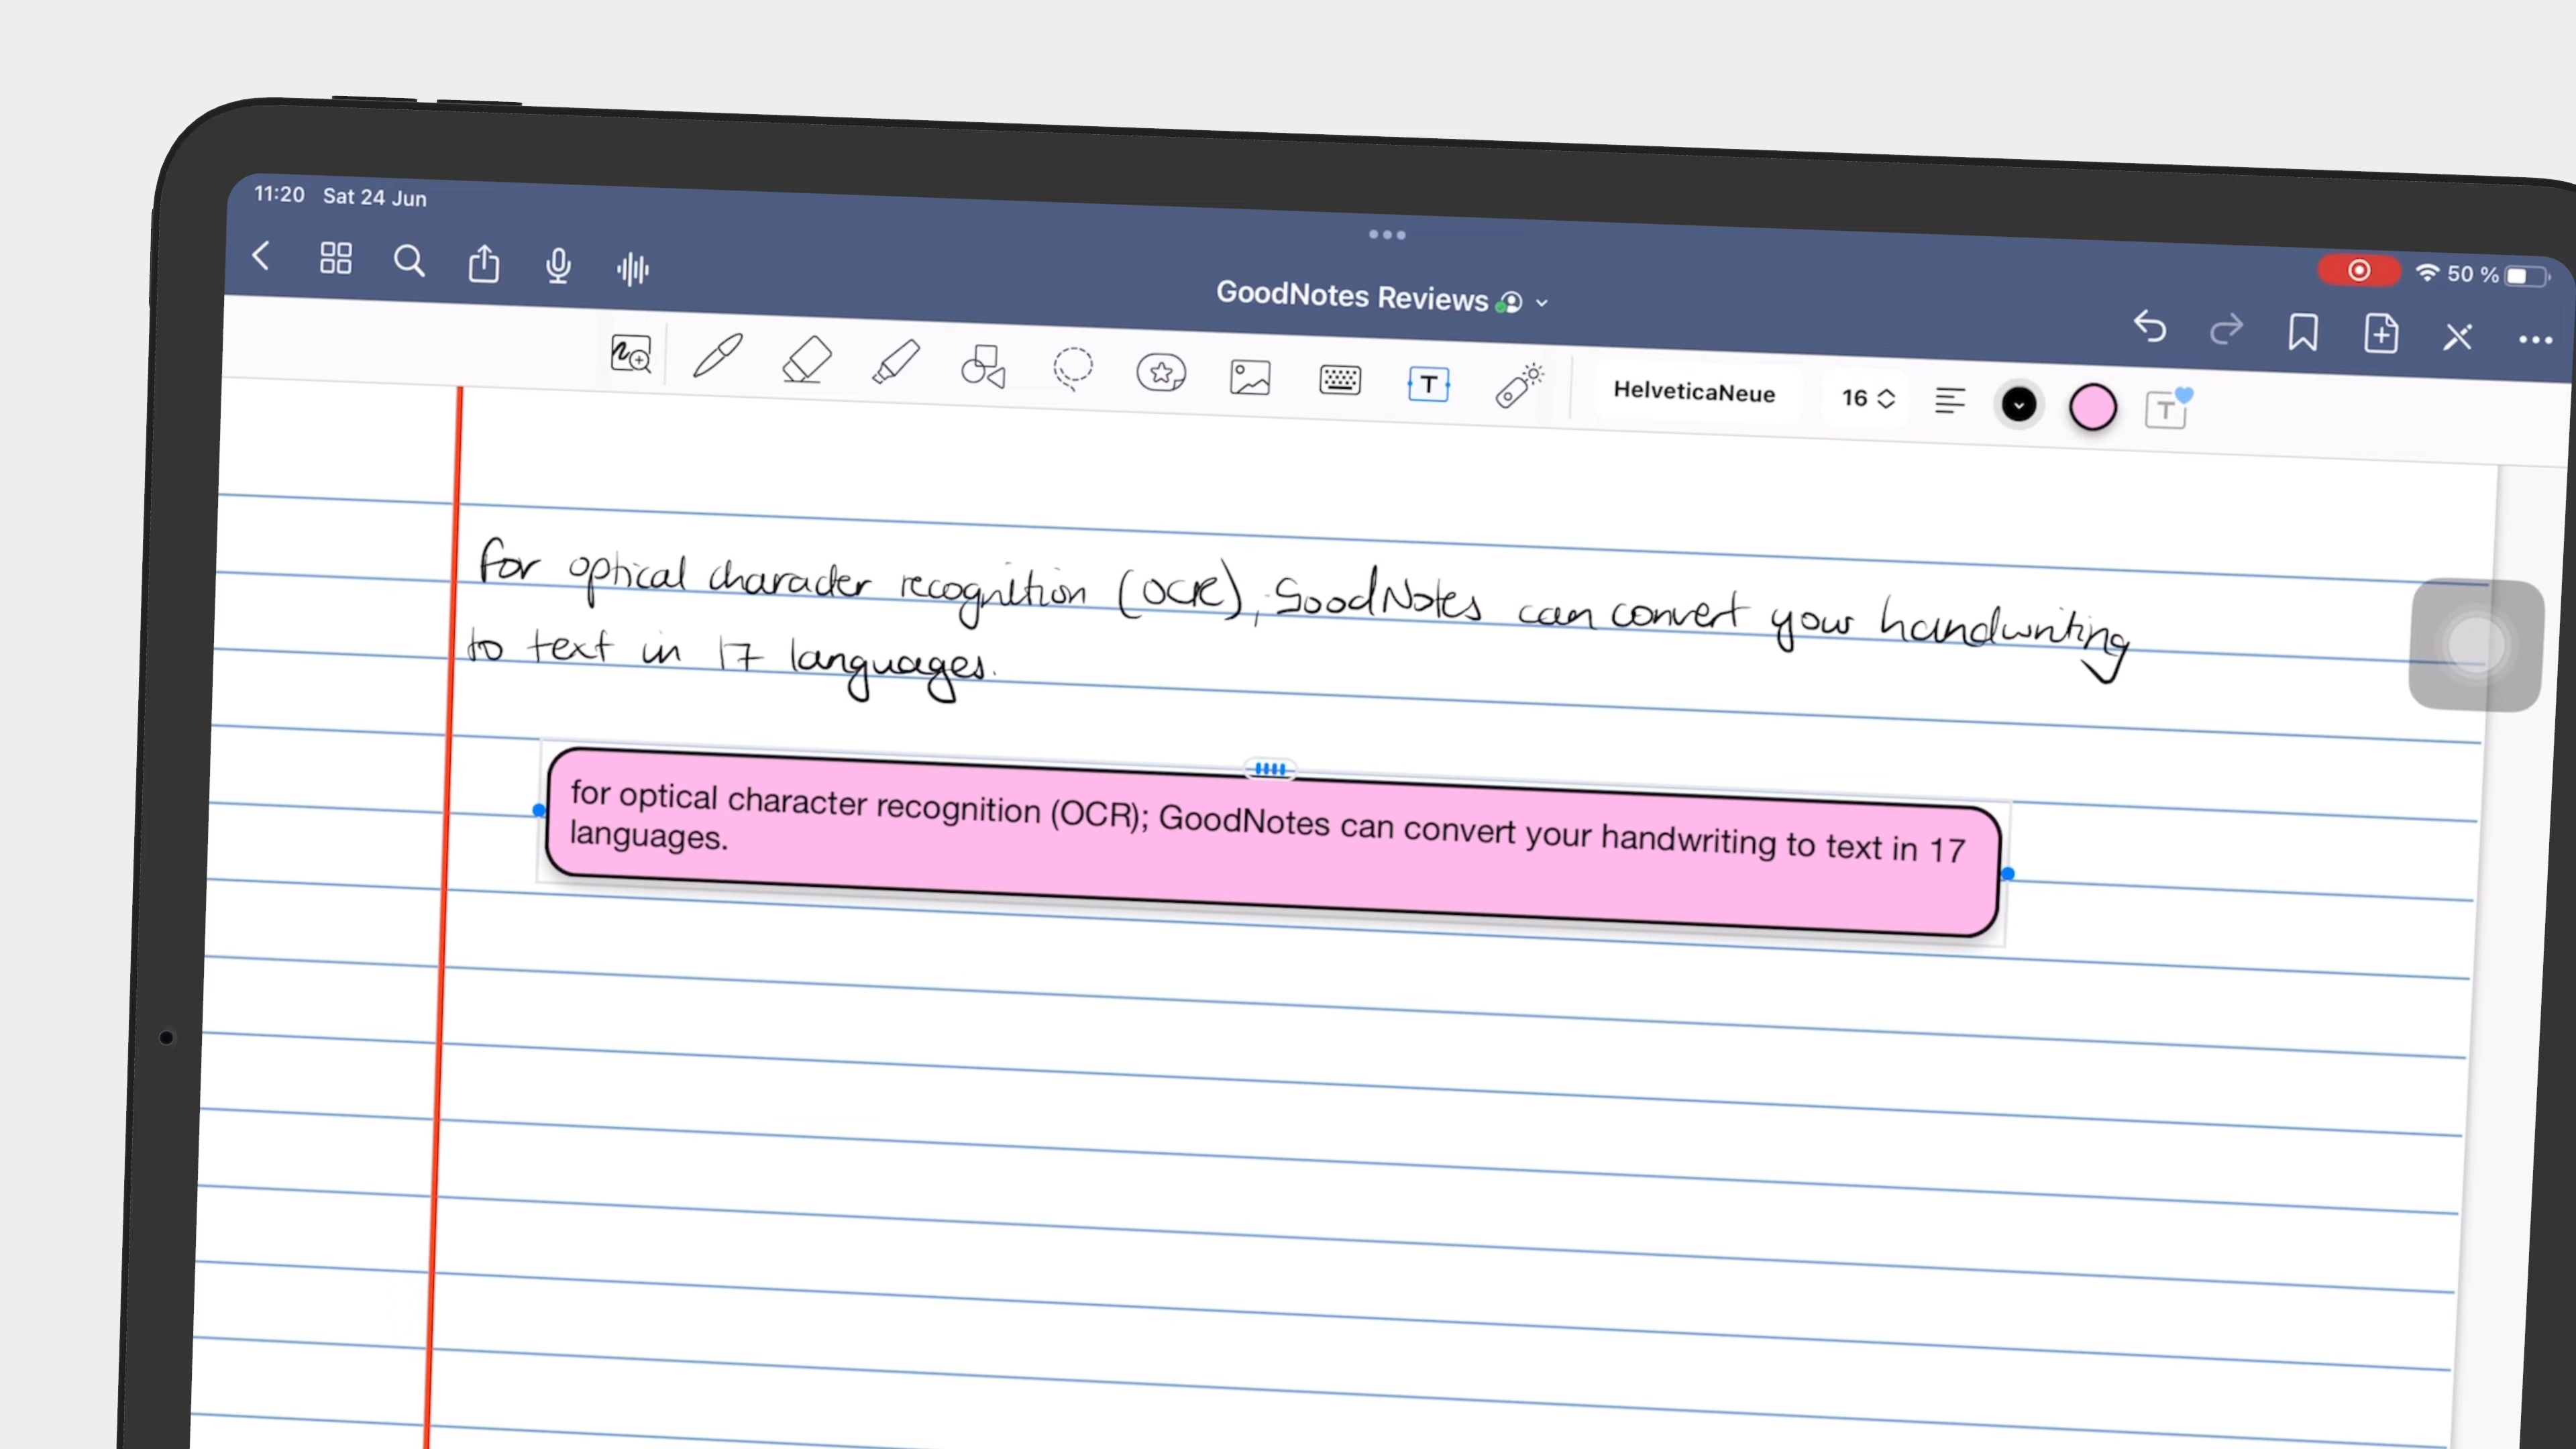 11:20 Sat 24 Jun
50 %
GoodNotes Reviews
HelveticaNeue 16
for optical character recognition (OCR), GoodNotes can convert your handwriting
to text in 17 languages.
for optical character recognition (OCR); GoodNotes can convert your handwriting to text in 17
languages.